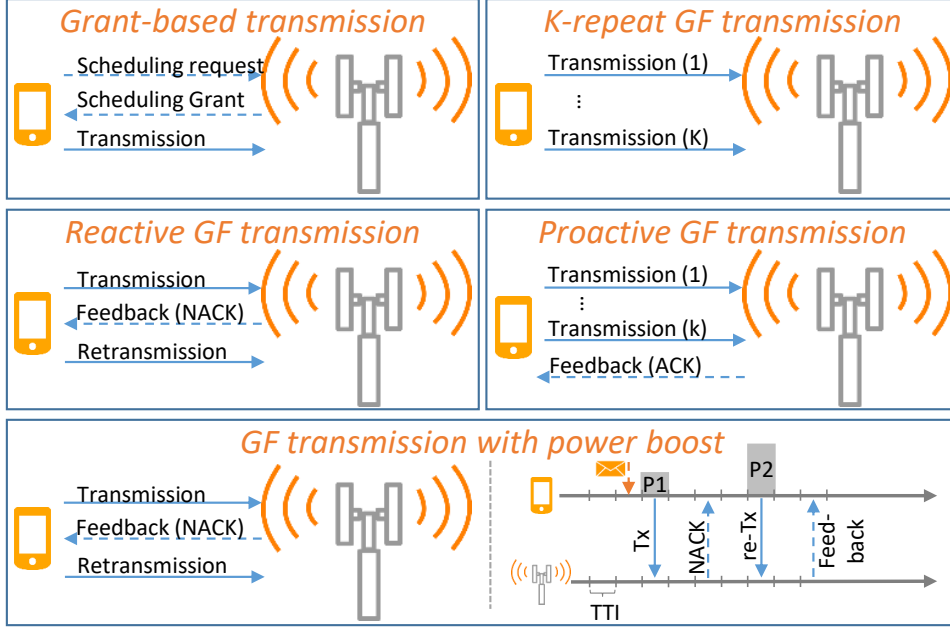 Grant-based transmission
Scheduling request
Scheduling Grant
Transmission
K-repeat GF transmission
Transmission (1)
...
Transmission (K)
Reactive GF transmission
Transmission
Feedback (NACK)
Retransmission
Proactive GF transmission
Transmission (1)
...
Transmission (k)
Feedback (ACK)
GF transmission with power boost
Transmission
Feedback (NACK)
Retransmission
P1
P2
Tx
NACK
re-Tx
Feed-
back
TTI